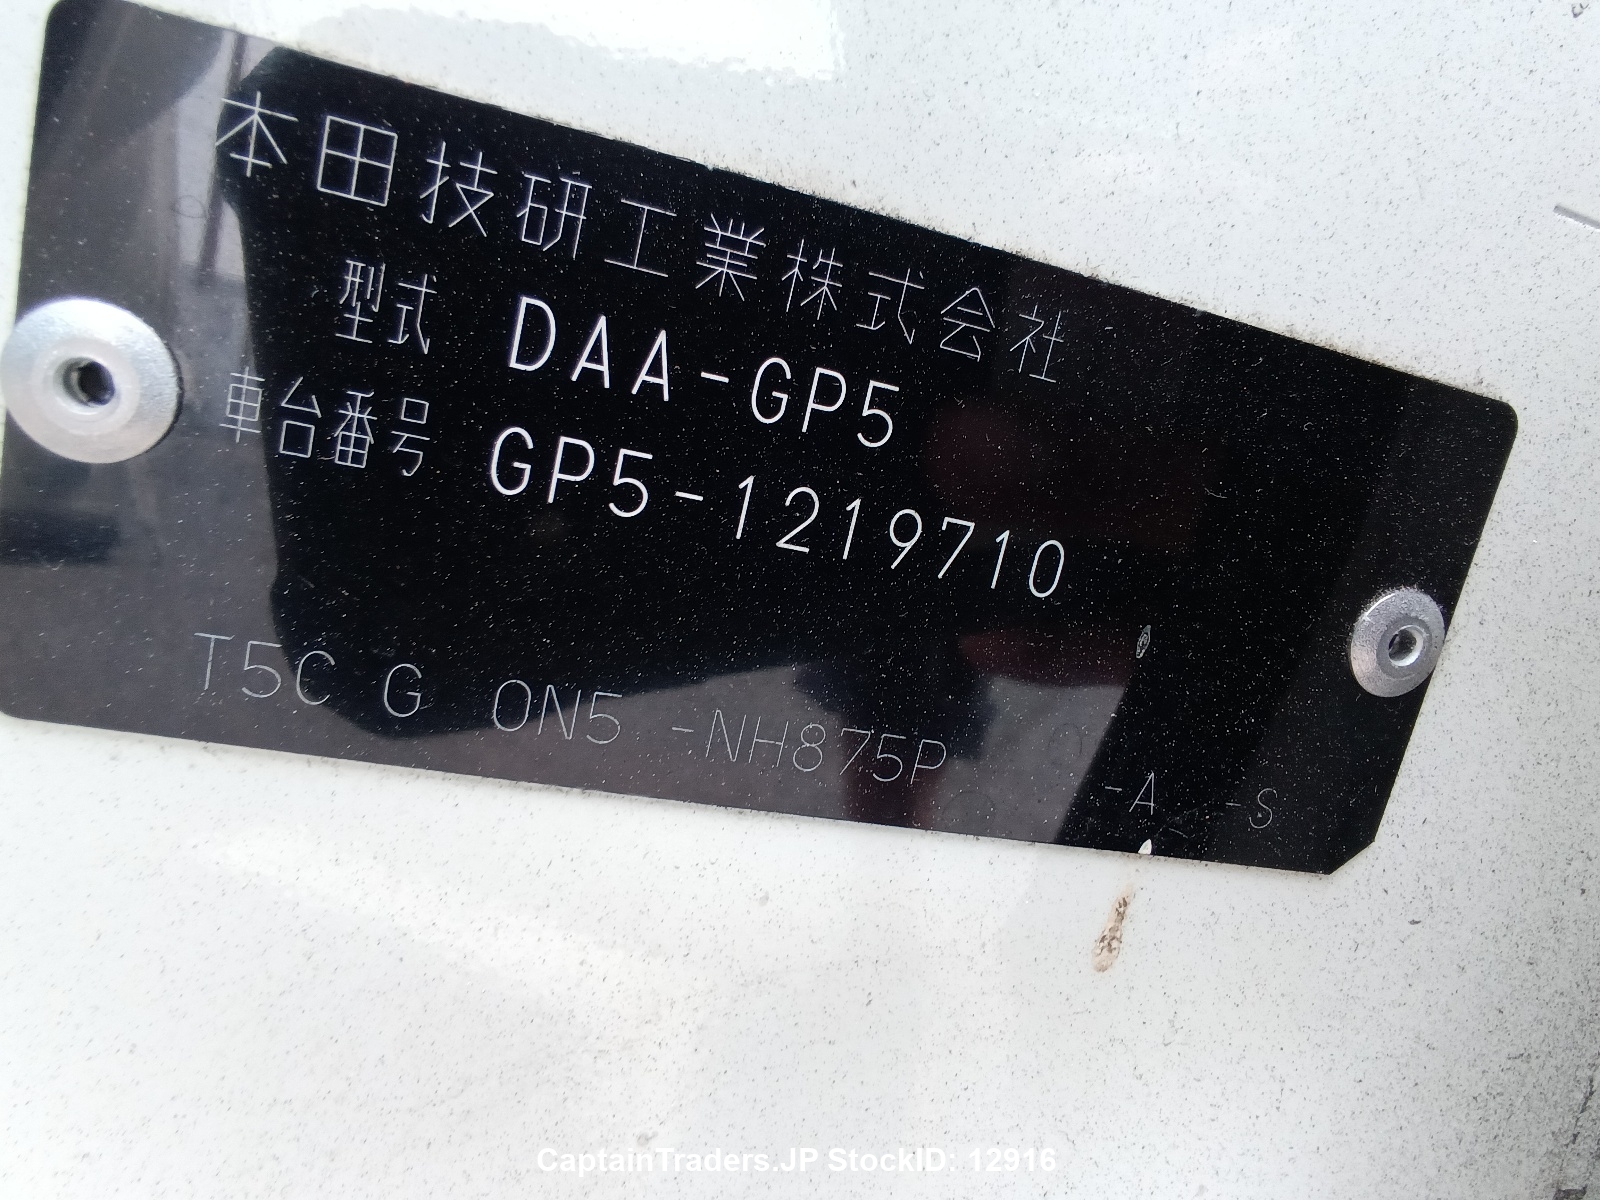 本田技研工業株式会社
型式 DAA-GP5
車台番号 GP5-1219710
T5C G 0N5 -NH875P -A -S
CaptainTraders.JP StockID: 12916